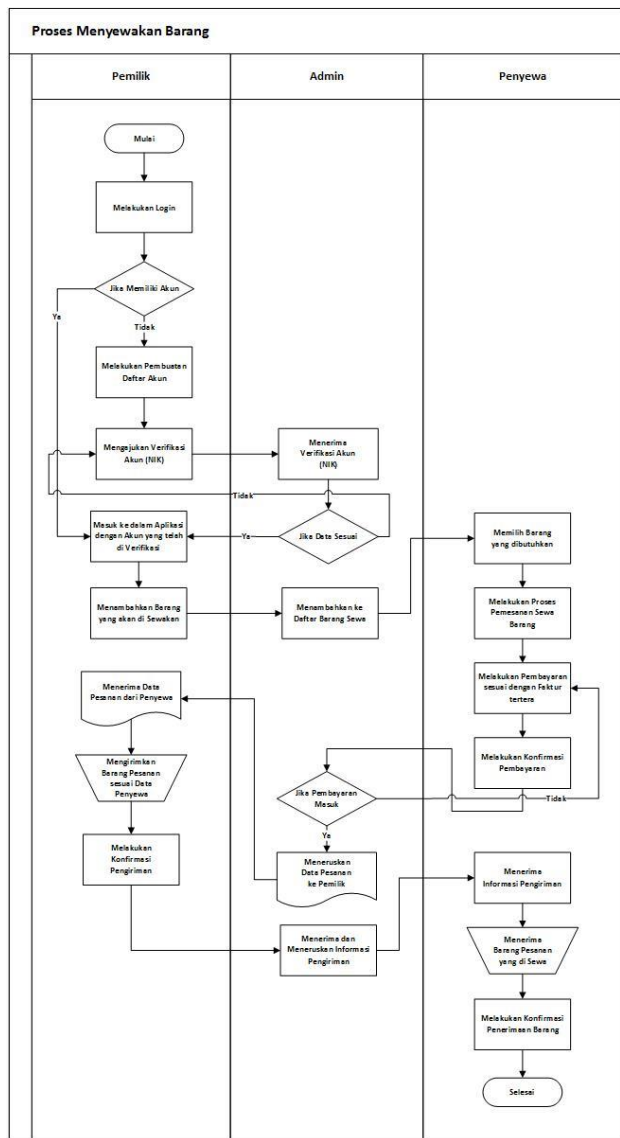 Proses Menyewakan Barang
Pemilik
Admin
Penyewa
Mulai
Melakukan Login
Jika Memiliki Akun
Ya
Tidak
Melakukan Pembuatan
Daftar Akun
Mengajukan Verifikasi
Akun (NIK)
Menerima
Verifikasi Akun
(NIK)
Tidak
Masuk ke dalam Aplikasi
dengan Akun yang telah
di Verifikasi
Ya
Jika Data Sesuai
Memilih Barang
yang dibutuhkan
Menambahkan Barang
yang akan di Sewakan
Menambahkan ke
Daftar Barang Sewa
Melakukan Proses
Pemesanan Sewa
Barang
Menerima Data
Pesanan dari Penyewa
Melakukan Pembayaran
sesuai dengan Faktur
tertera
Mengirimkan
Barang Pesanan
sesuai Data
Penyewa
Jika Pembayaran
Masuk
Melakukan Konfirmasi
Pembayaran
Tidak
Ya
Melakukan
Konfirmasi
Pengiriman
Meneruskan
Data Pesanan
ke Pemilik
Menerima
Informasi Pengiriman
Menerima dan
Meneruskan Informasi
Pengiriman
Menerima
Barang Pesanan
yang di Sewa
Melakukan Konfirmasi
Penerimaan Barang
Selesai